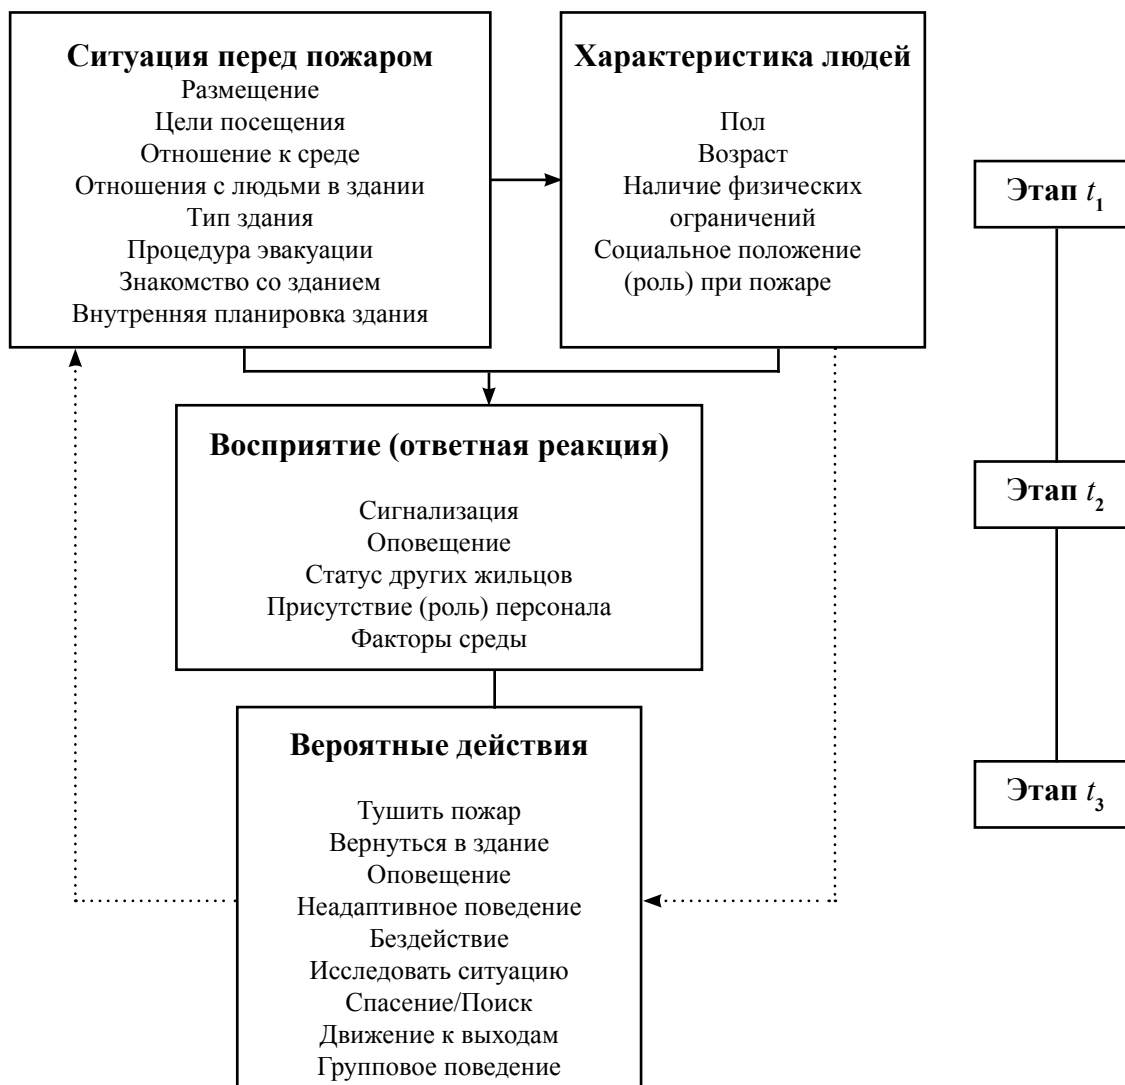 Ситуация перед пожаром
Размещение
Цели посещения
Отношение к среде
Отношения с людьми в здании
Тип здания
Процедура эвакуации
Знакомство со зданием
Внутренняя планировка здания
Характеристика людей
Пол
Возраст
Наличие физических
ограничений
Социальное положение
(роль) при пожаре
Этап t₁
Восприятие (ответная реакция)
Сигнализация
Оповещение
Статус других жильцов
Присутствие (роль) персонала
Факторы среды
Этап t₂
Вероятные действия
Тушить пожар
Вернуться в здание
Оповещение
Неадаптивное поведение
Бездействие
Исследовать ситуацию
Спасение/Поиск
Движение к выходам
Групповое поведение
Этап t₃